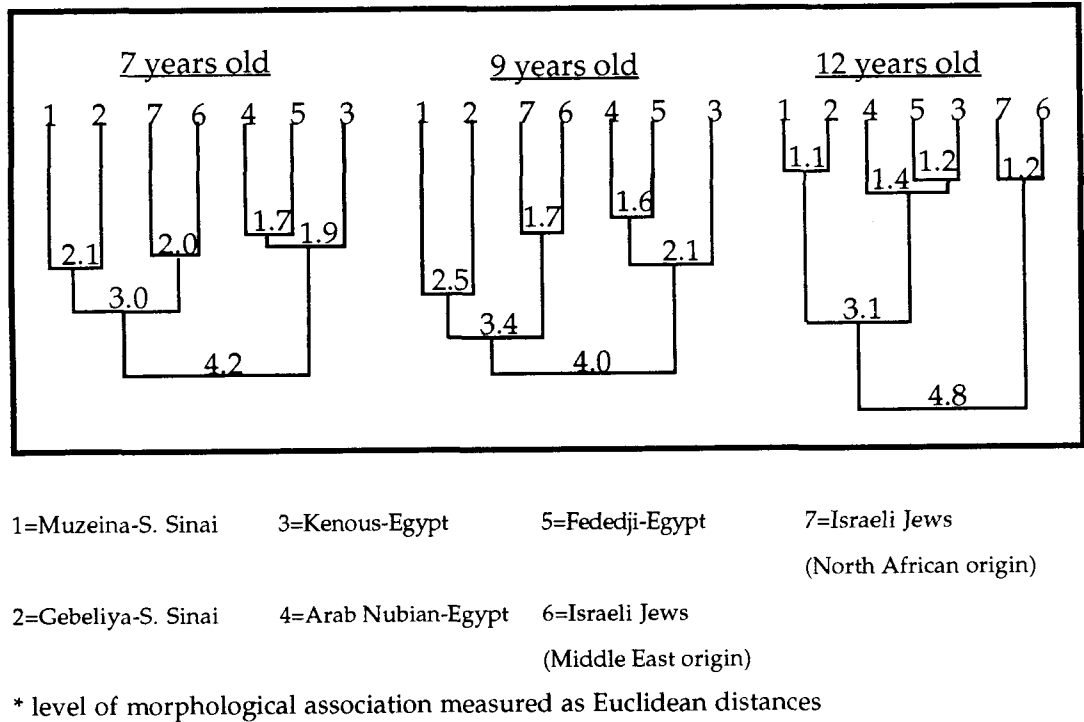 7 years old 9 years old 12 years old
1 2 7 6 4 5 3 1 2 7 6 4 5 3 1 2 4 5 3 7 6
1.1 1.2 1.2
1.4
1.7 1.9 1.7 1.6
2.1 2.0 2.5 2.1
3.0 3.4 3.1
4.2 4.0 4.8
1=Muzeina-S. Sinai 3=Kenous-Egypt 5=Fededji-Egypt 7=Israeli Jews
(North African origin)
2=Gebeliya-S. Sinai 4=Arab Nubian-Egypt 6=Israeli Jews
(Middle East origin)
* level of morphological association measured as Euclidean distances